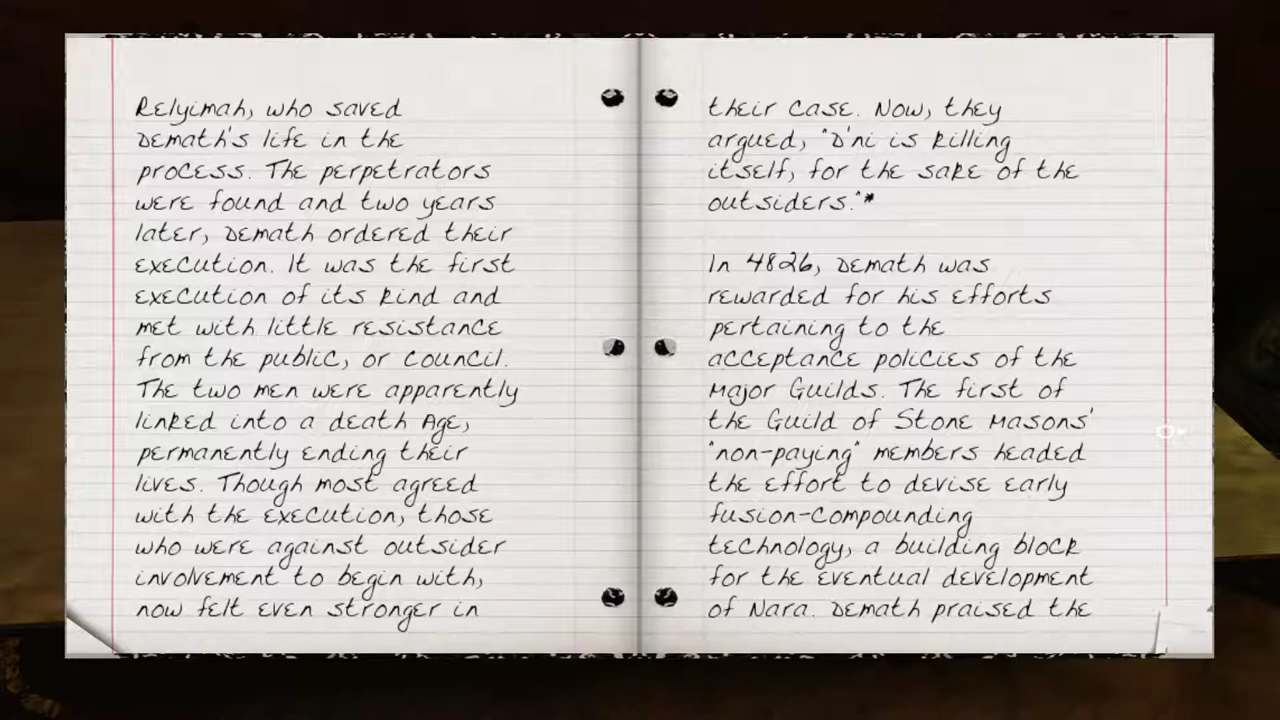 Relyimah, who saved
Demath's life in the
process. The perpetrators
were found and two years
later, Demath ordered their
execution. It was the first
execution of its kind and
met with little resistance
from the public, or council.
The two men were apparently
linked into a death Age,
permanently ending their
lives. Though most agreed
with the execution, those
who were against outsider
involvement to begin with,
now felt even stronger in
their case. Now, they
argued, "D'ni is killing
itself, for the sake of the
outsiders."*
In 4826, Demath was
rewarded for his efforts
pertaining to the
acceptance policies of the
Major Guilds. The first of
the Guild of Stone Masons'
"non-paying" members headed
the effort to devise early
fusion-compounding
technology, a building block
for the eventual development
of Nara. Demath praised the